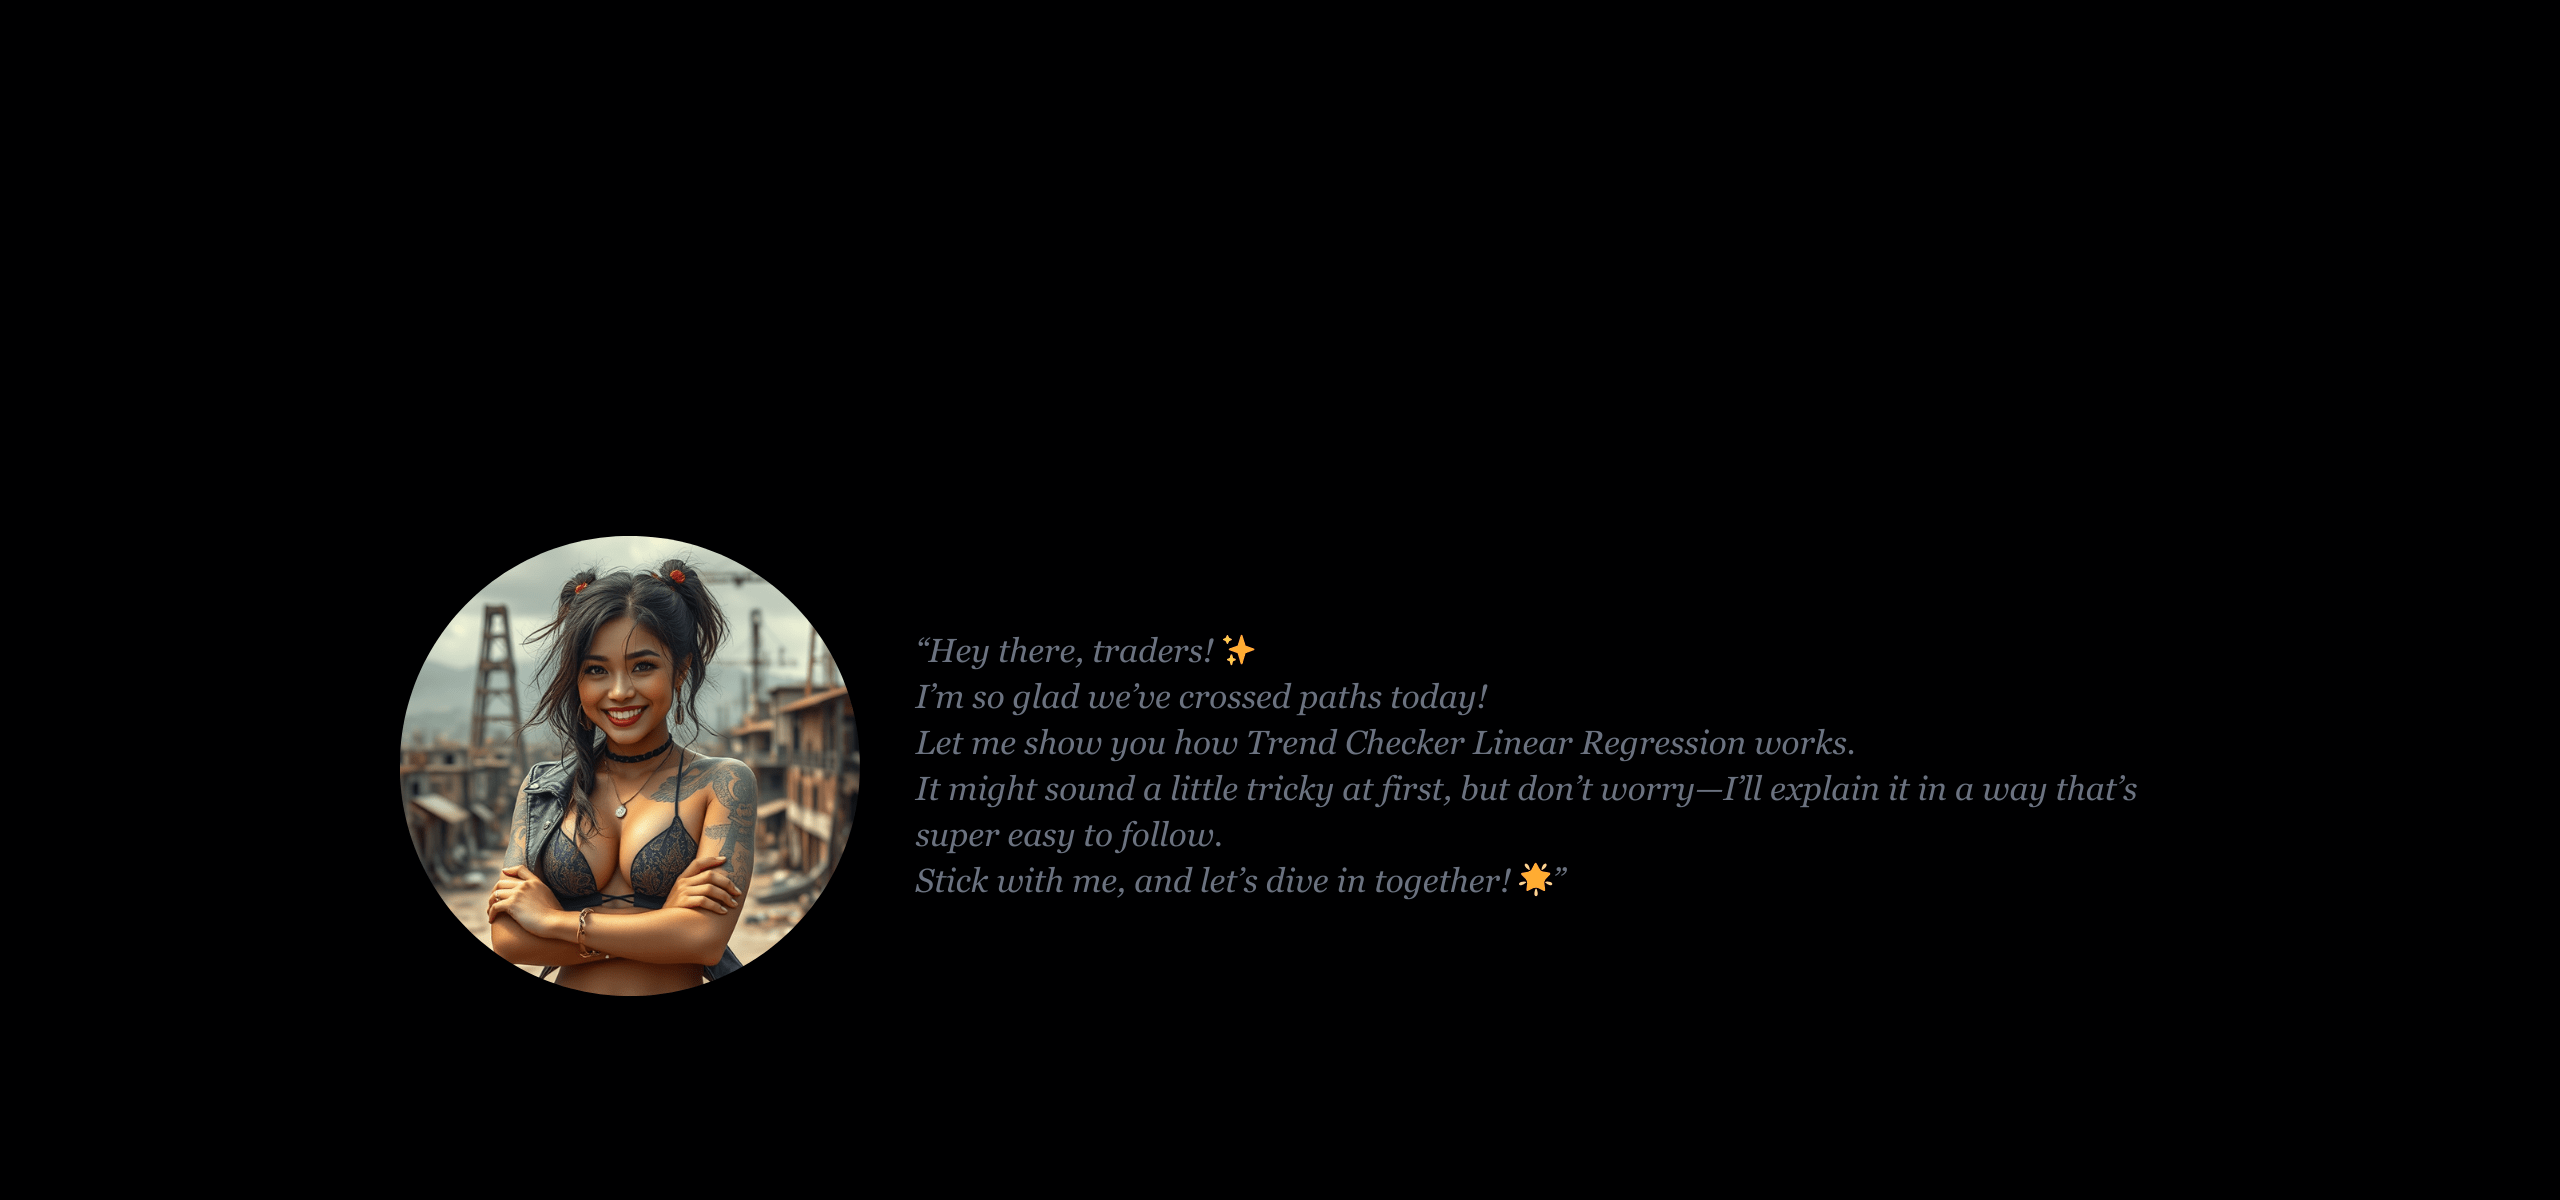 “Hey there, traders! ✨
I’m so glad we’ve crossed paths today!
Let me show you how Trend Checker Linear Regression works.
It might sound a little tricky at first, but don’t worry—I’ll explain it in a way that’s
super easy to follow.
Stick with me, and let’s dive in together! 🌟”